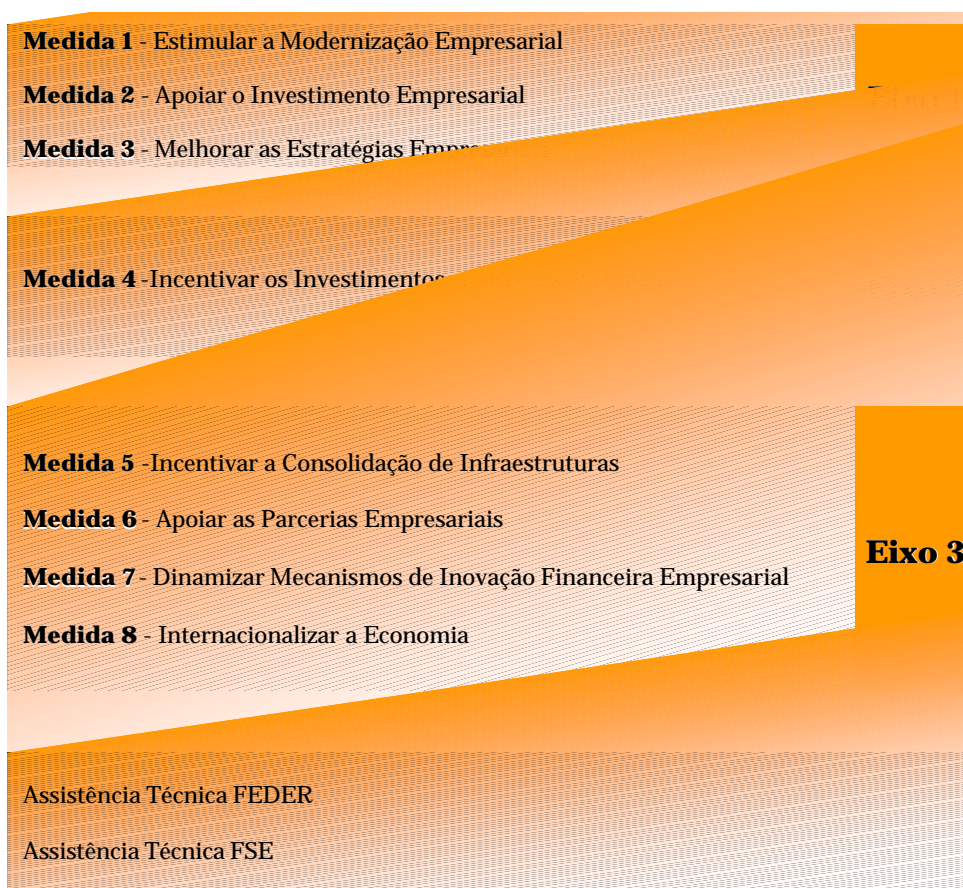 Medida 1 - Estimular a Modernização Empresarial
Medida 2 - Apoiar o Investimento Empresarial
Medida 3 - Melhorar as Estratégias
Medida 4 -Incentivar os Investimentos
Medida 5 -Incentivar a Consolidação de Infraestruturas
Medida 6 - Apoiar as Parcerias Empresariais
Eixo 3
Medida 7 - Dinamizar Mecanismos de Inovação Financeira Empresarial
Medida 8 - Internacionalizar a Economia
Assistência Técnica FEDER
Assistência Técnica FSE